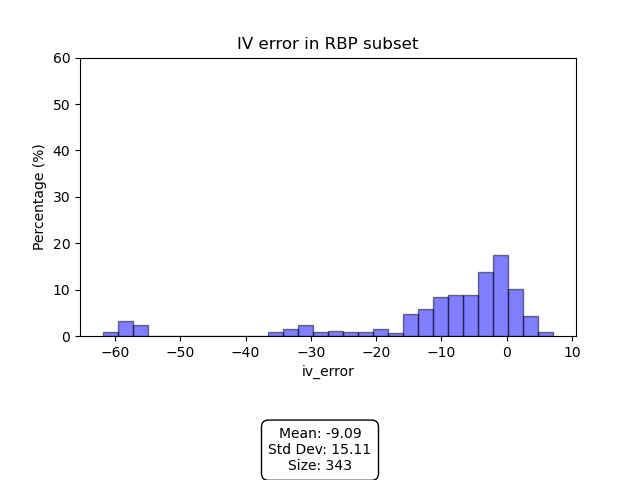 IV error in RBP subset
60
50
40
30
20
10
0
Percentage (%)
−60 −50 −40 −30 −20 −10 0 10
iv_error
Mean: -9.09
Std Dev: 15.11
Size: 343